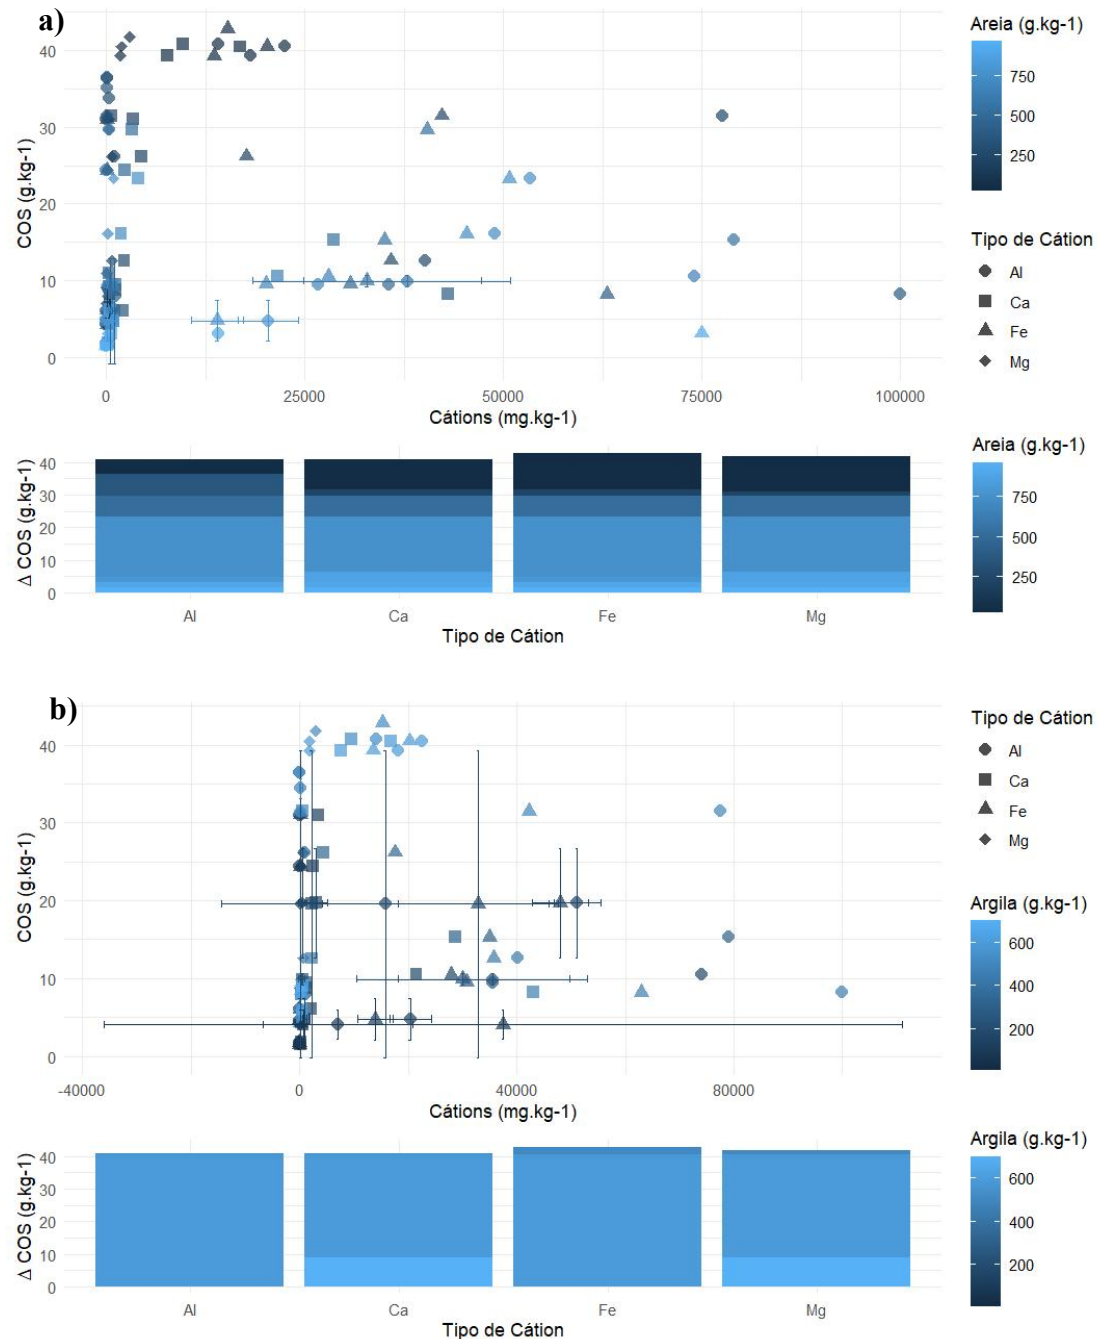 a)
COS (g.kg-1)
40
30
20
10
0
0 25000 50000 75000 100000
Cátions (mg.kg-1)
Areia (g.kg-1)
750
500
250
Tipo de Cátion
Al
Ca
Fe
Mg
Δ COS (g.kg-1)
40
30
20
10
0
Al Ca Fe Mg
Tipo de Cátion
Areia (g.kg-1)
750
500
250
b)
COS (g.kg-1)
40
30
20
10
0
-40000 0 40000 80000
Cátions (mg.kg-1)
Tipo de Cátion
Al
Ca
Fe
Mg
Argila (g.kg-1)
600
400
200
Δ COS (g.kg-1)
40
30
20
10
0
Al Ca Fe Mg
Tipo de Cátion
Argila (g.kg-1)
600
400
200